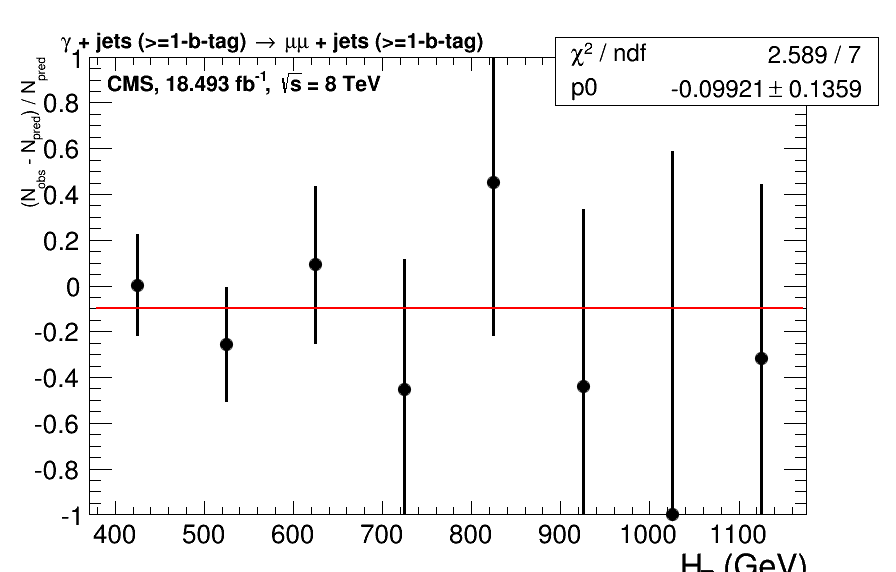 γ + jets (>=1-b-tag) → μμ + jets (>=1-b-tag)
χ² / ndf 2.589 / 7
p0 -0.09921 ± 0.1359
CMS, 18.493 fb⁻¹, √s = 8 TeV
(N_obs - N_pred) / N_pred
1
0.8
0.6
0.4
0.2
0
-0.2
-0.4
-0.6
-0.8
-1
400 500 600 700 800 900 1000 1100
(GeV)